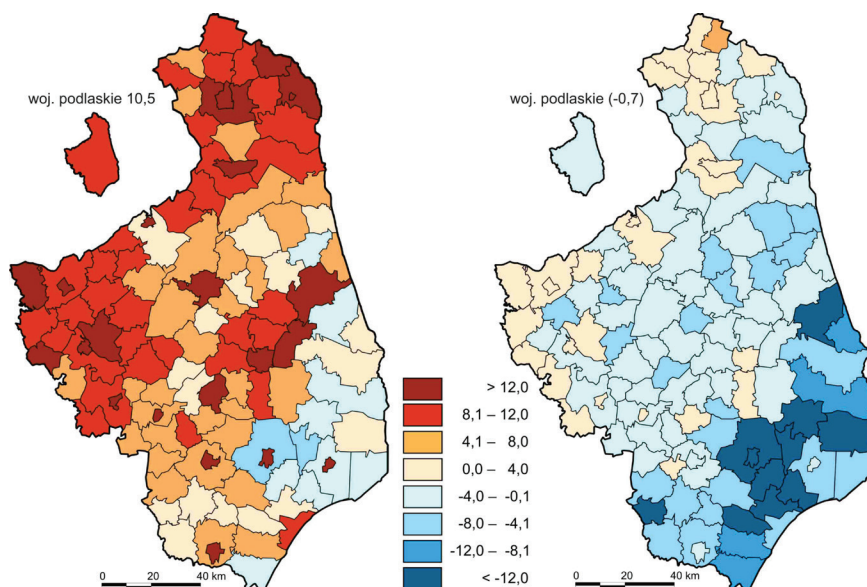 woj. podlaskie 10,5
woj. podlaskie (-0,7)
> 12,0
8,1 – 12,0
4,1 – 8,0
0,0 – 4,0
-4,0 – -0,1
-8,0 – -4,1
-12,0 – -8,1
< -12,0
0 20 40 km
0 20 40 km